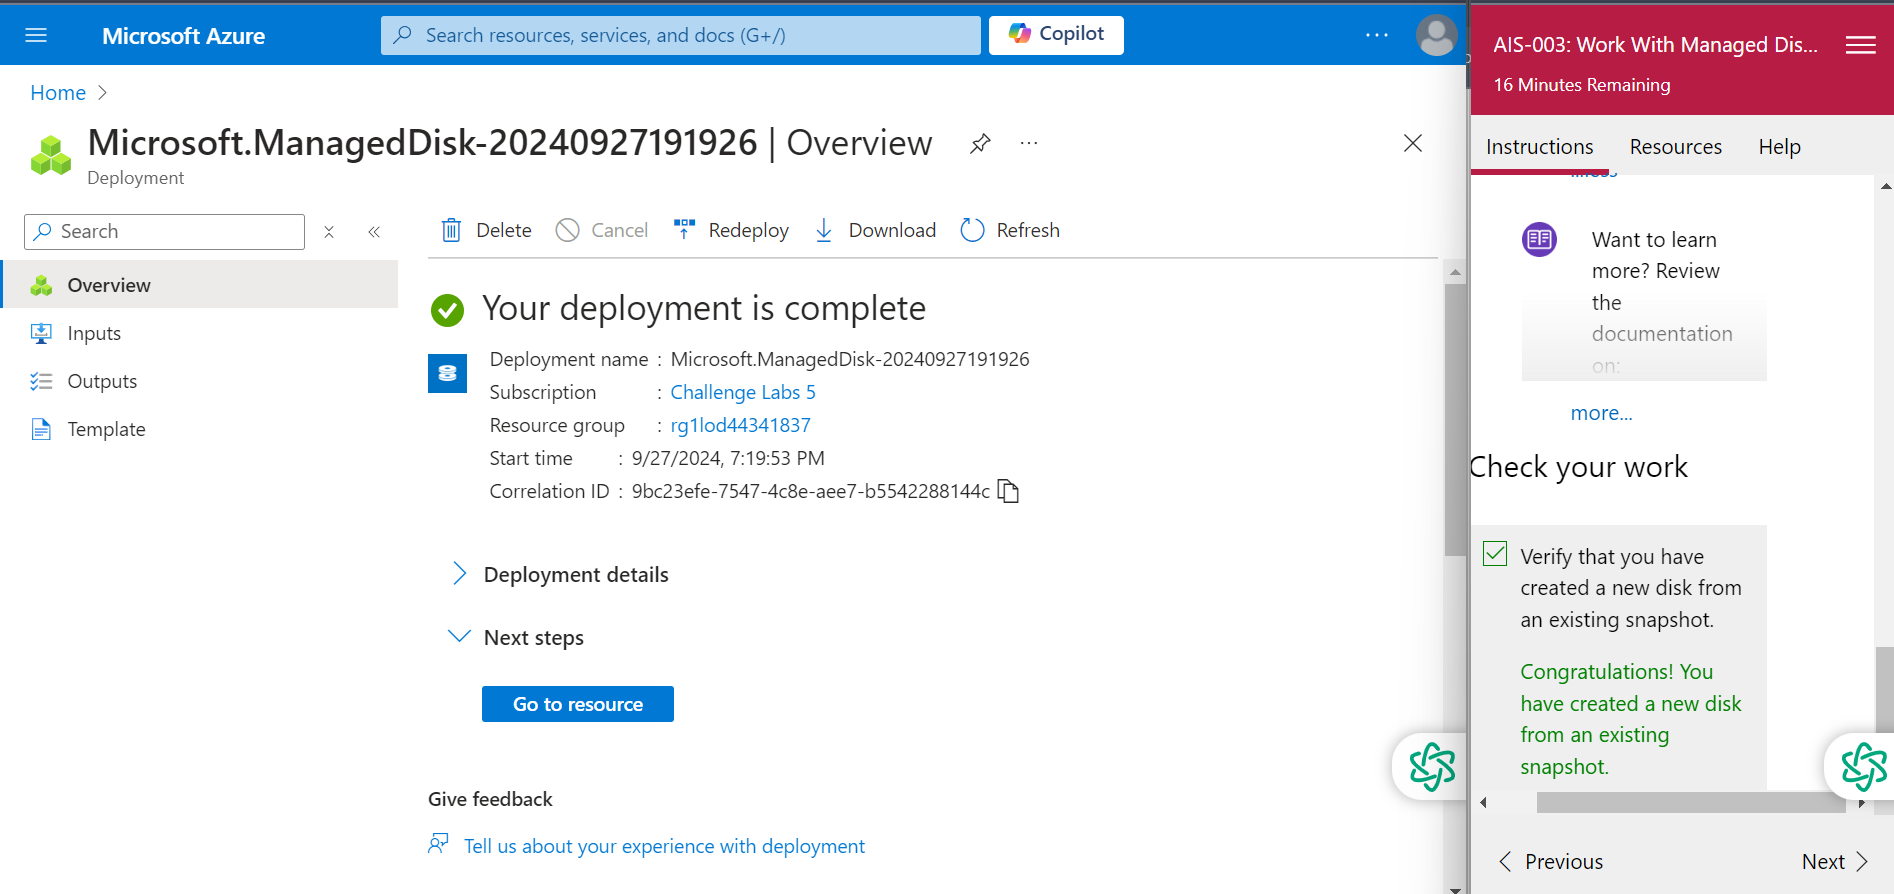 Microsoft Azure
Search resources, services, and docs (G+/)
Copilot
Home
Microsoft.ManagedDisk-20240927191926 | Overview
Deployment
Search
Overview
Inputs
Outputs
Template
Delete
Cancel
Redeploy
Download
Refresh
Your deployment is complete
Deployment name : Microsoft.ManagedDisk-20240927191926
Subscription : Challenge Labs 5
Resource group : rg1lod44341837
Start time : 9/27/2024, 7:19:53 PM
Correlation ID : 9bc23efe-7547-4c8e-aee7-b5542288144c
Deployment details
Next steps
Go to resource
Give feedback
Tell us about your experience with deployment
AIS-003: Work With Managed Dis...
16 Minutes Remaining
Instructions
Resources
Help
Want to learn
more? Review
the
documentation
on:
more...
Check your work
Verify that you have
created a new disk from
an existing snapshot.
Congratulations! You
have created a new disk
from an existing
snapshot.
Previous
Next